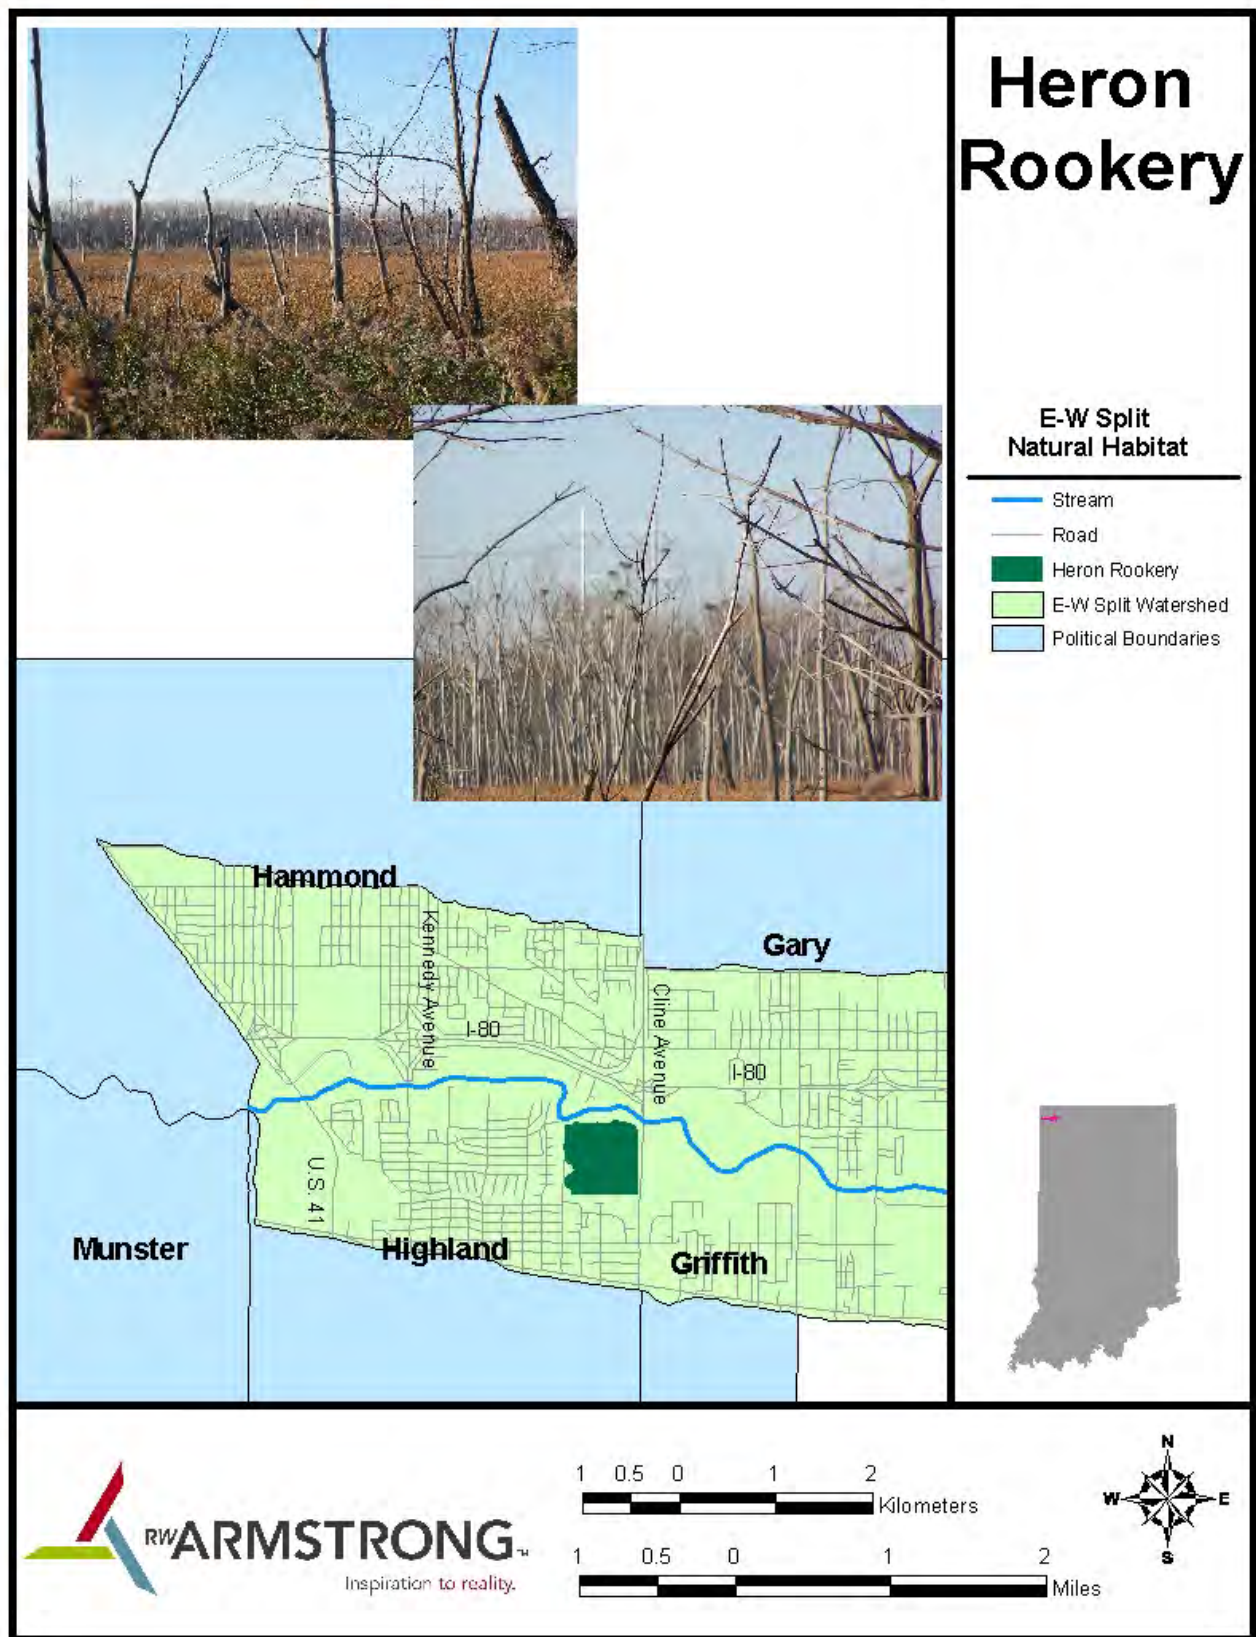 Heron
Rookery
E-W Split
Natural Habitat
Stream
Road
Heron Rookery
E-W Split Watershed
Political Boundaries
Hammond
Gary
Kennedy Avenue
Cline Avenue
I-80
I-80
U.S. 41
Munster
Highland
Griffith
RWARMSTRONG™
Inspiration to reality.
1 0.5 0 1 2
Kilometers
1 0.5 0 1 2
Miles
N
W E
S